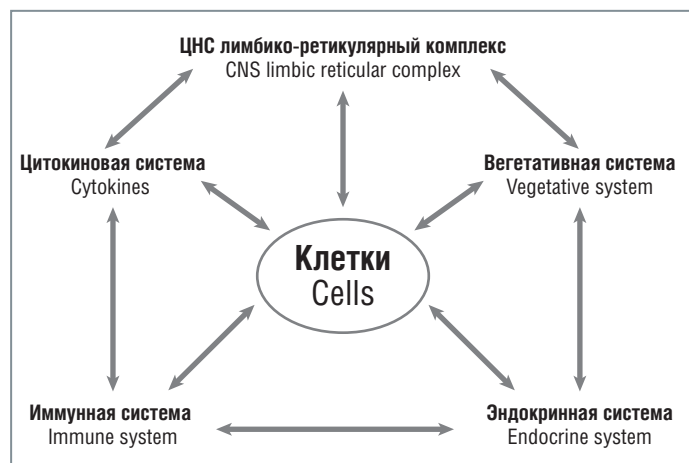 ЦНС лимбико-ретикулярный комплекс
CNS limbic reticular complex
Цитокиновая система
Cytokines
Вегетативная система
Vegetative system
Клетки
Cells
Иммунная система
Immune system
Эндокринная система
Endocrine system